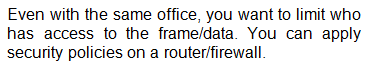 Even with the same office, you want to limit who
has access to the frame/data. You can apply
security policies on a router/firewall.